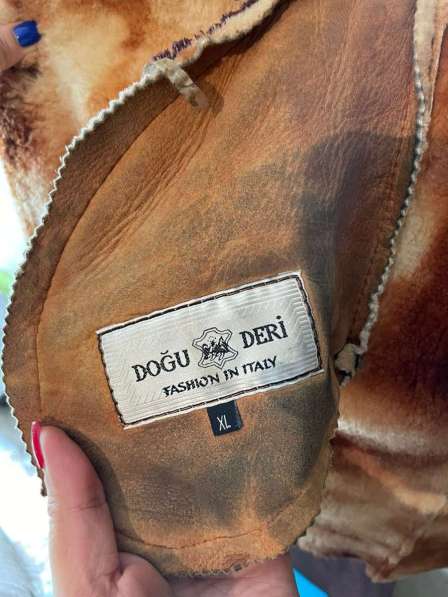 DOĞU DERİ
FASHION IN ITALY
XL